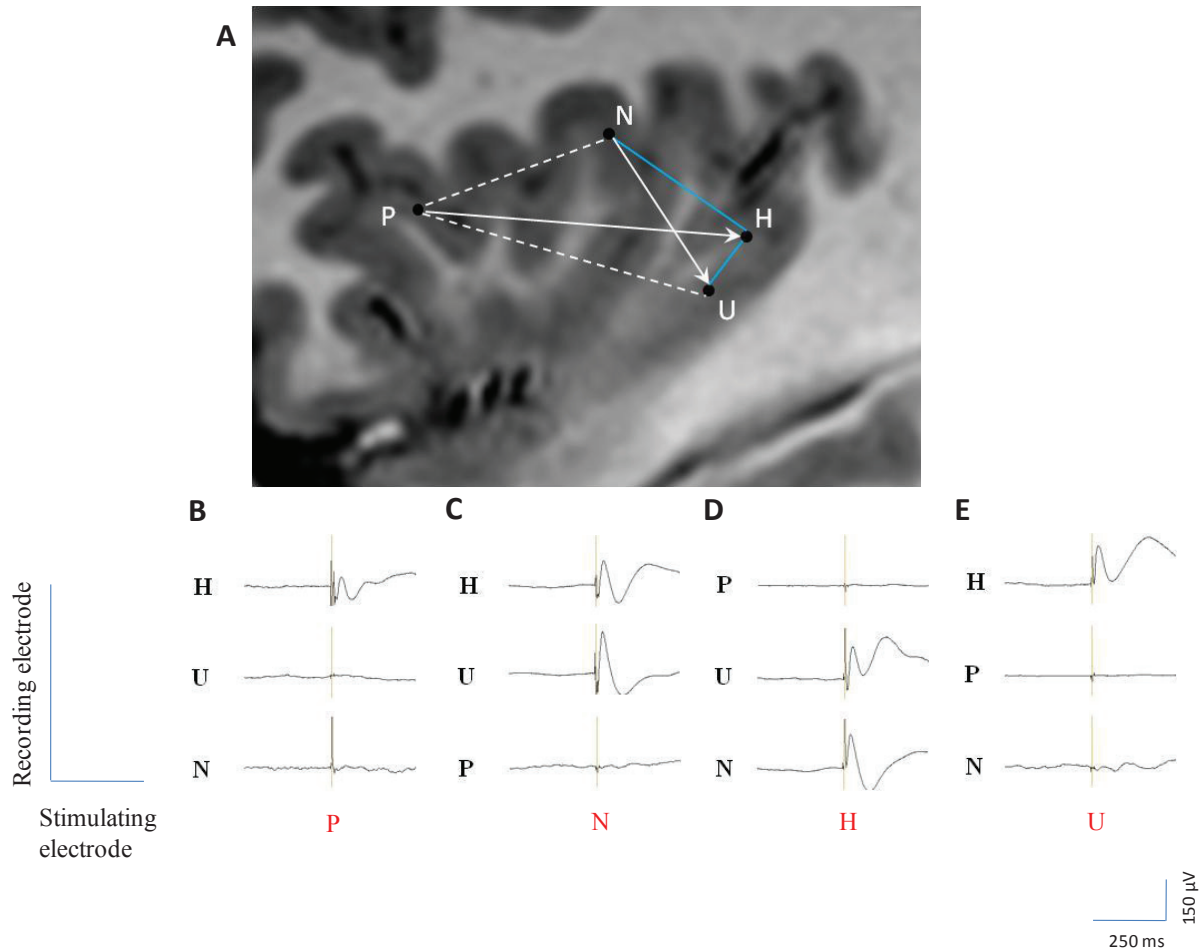 A
N
P
H
U
B
C
D
E
H
H
P
H
U
U
U
P
N
P
N
N
Recording electrode
Stimulating
electrode
P
N
H
U
150 µV
250 ms